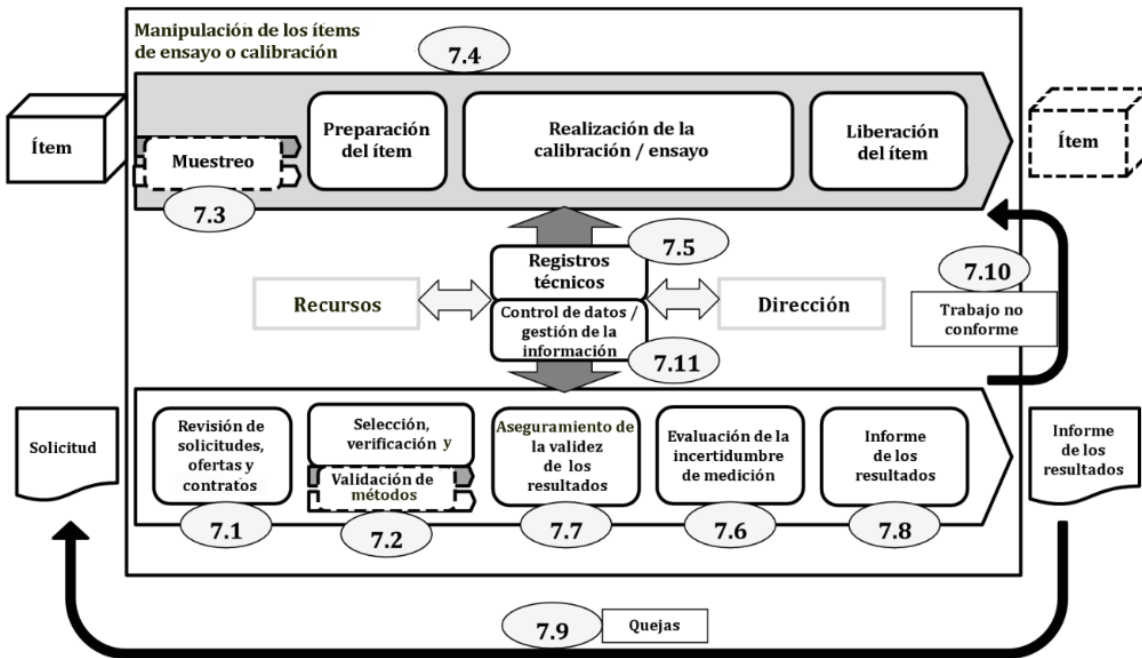 Manipulación de los ítems
de ensayo o calibración
7.4
Ítem
Muestreo
7.3
Preparación
del ítem
Realización de la
calibración / ensayo
Liberación
del ítem
Ítem
7.5
Registros
técnicos
Recursos
Control de datos /
gestión de la
información
7.11
Dirección
7.10
Trabajo no
conforme
Solicitud
Revisión de
solicitudes,
ofertas y
contratos
7.1
Selección,
verificación y
Validación de
métodos
7.2
Aseguramiento de
la validez
de los
resultados
7.7
Evaluación de la
incertidumbre
de medición
7.6
Informe
de los
resultados
7.8
Informe
de los
resultados
7.9
Quejas